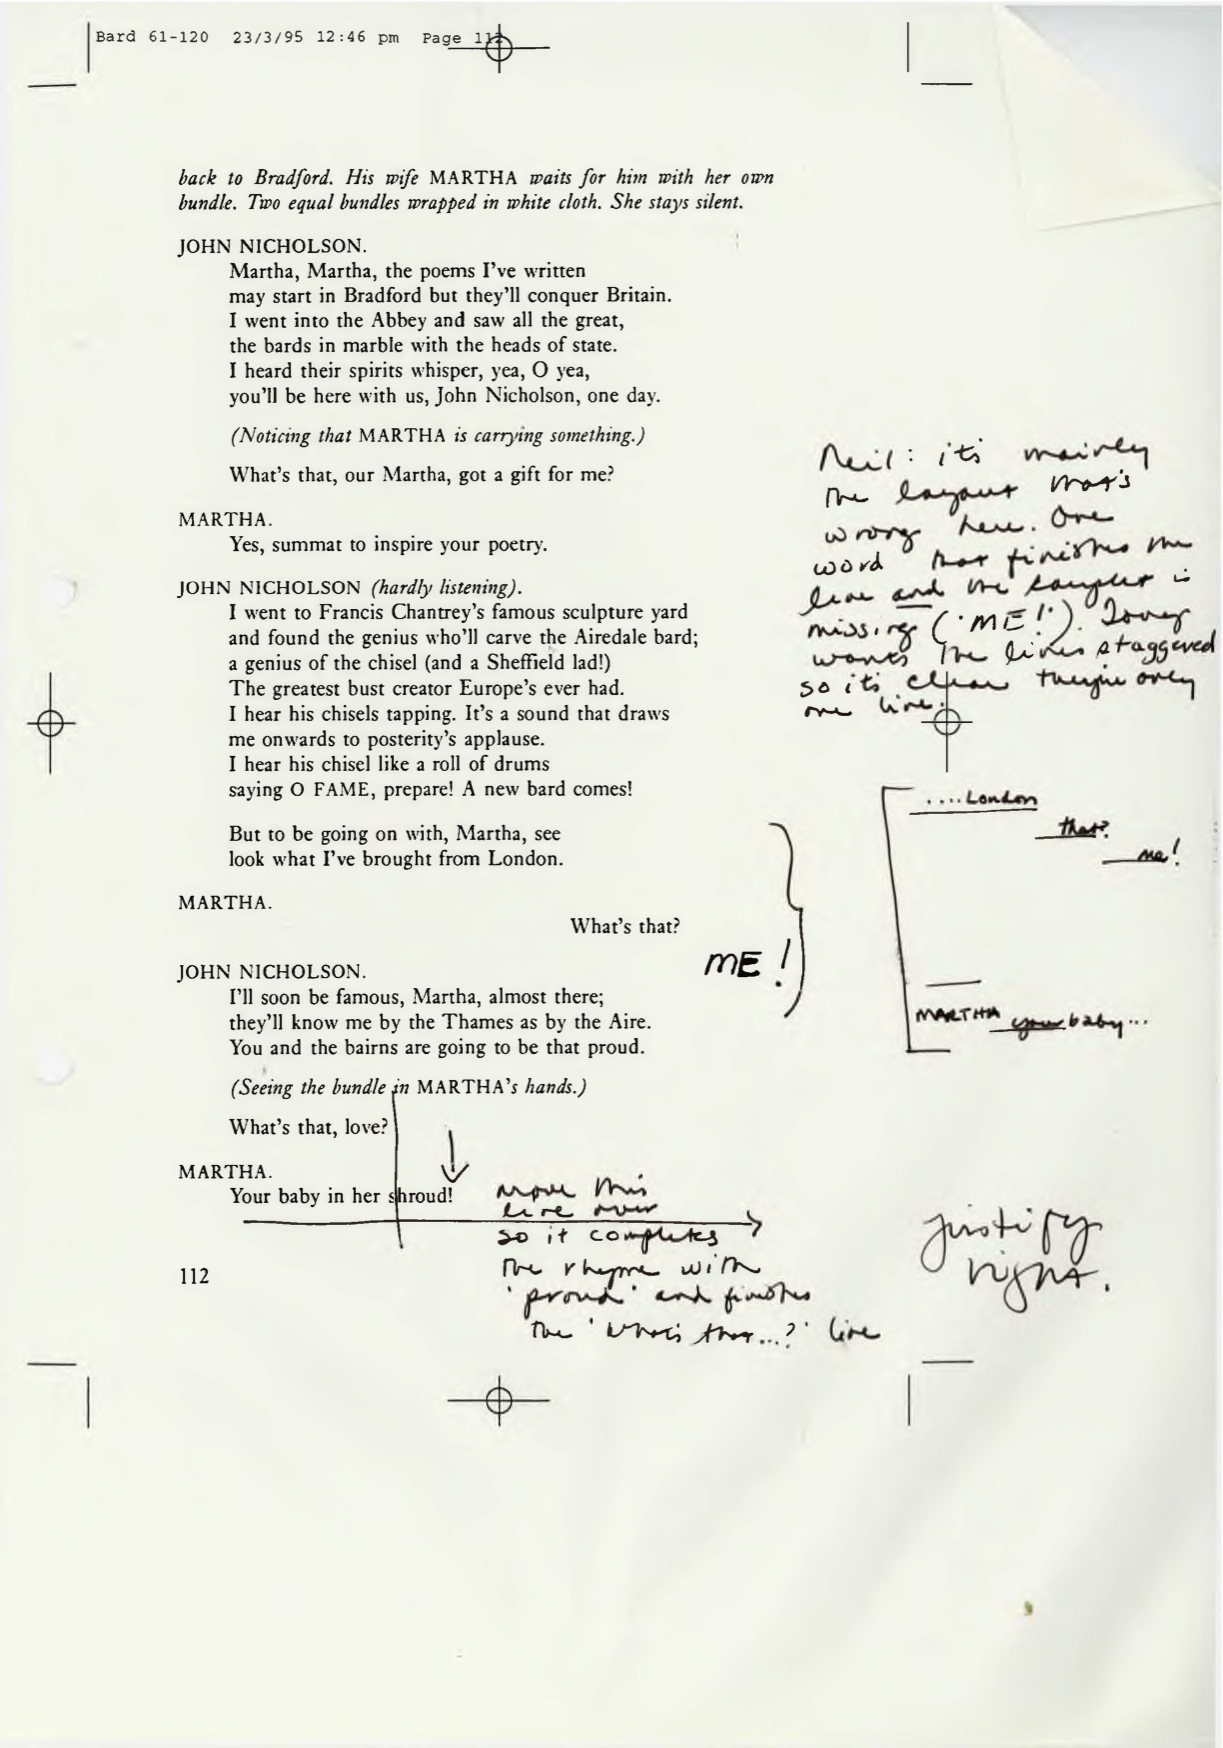 Bard 61-120 23/3/95 12:46 pm Page 112
back to Bradford. His wife MARTHA waits for him with her own
bundle. Two equal bundles wrapped in white cloth. She stays silent.
JOHN NICHOLSON.
Martha, Martha, the poems I've written
may start in Bradford but they'll conquer Britain.
I went into the Abbey and saw all the great,
the bards in marble with the heads of state.
I heard their spirits whisper, yea, O yea,
you'll be here with us, John Nicholson, one day.
(Noticing that MARTHA is carrying something.)
What's that, our Martha, got a gift for me?
MARTHA.
Yes, summat to inspire your poetry.
JOHN NICHOLSON (hardly listening).
I went to Francis Chantrey's famous sculpture yard
and found the genius who'll carve the Airedale bard;
a genius of the chisel (and a Sheffield lad!)
The greatest bust creator Europe's ever had.
I hear his chisels tapping. It's a sound that draws
me onwards to posterity's applause.
I hear his chisel like a roll of drums
saying O FAME, prepare! A new bard comes!
But to be going on with, Martha, see
look what I've brought from London.
MARTHA.
What's that?
ME!
JOHN NICHOLSON.
I'll soon be famous, Martha, almost there;
they'll know me by the Thames as by the Aire.
You and the bairns are going to be that proud.
(Seeing the bundle in MARTHA's hands.)
What's that, love?
MARTHA.
Your baby in her shroud!
112
Neil: it's mainly
the layout that's
wrong here. One
word that finishes the
line and the couplet is
missing ('ME!'). Tony
wants the lines staggered
so it's clear they're only
one line.
....London
that?
me!
MARTHA your baby...
move this
line over
so it completes
the rhyme with
'proud' and finishes
the 'What's that...?' line
justify
right.